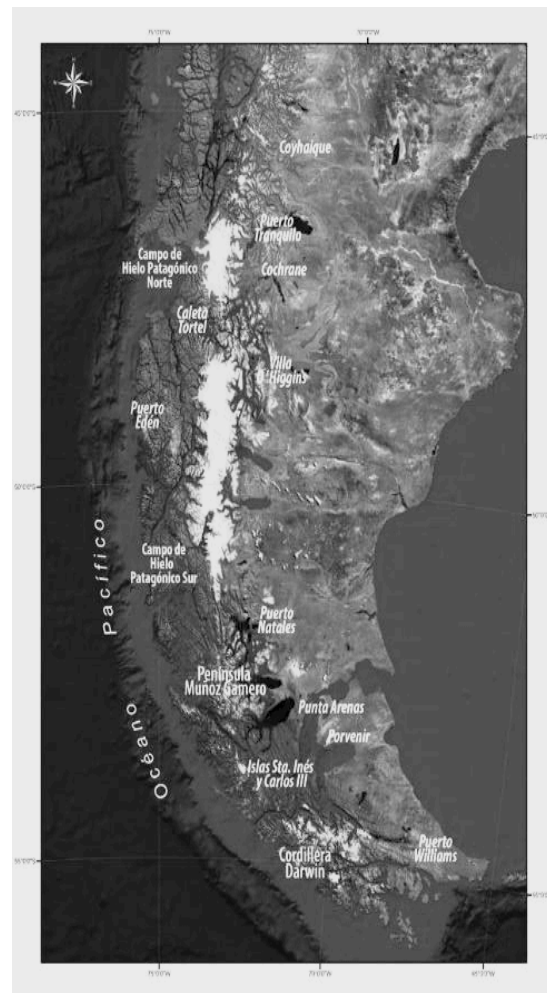 Coyhaique
Puerto
Tranquilo
Campo de
Hielo Patagónico
Norte
Cochrane
Caleta
Tortel
Villa
O'Higgins
Puerto
Edén
Campo de
Hielo
Patagónico Sur
Océano Pacífico
Puerto
Natales
Península
Muñoz Gamero
Punta Arenas
Porvenir
Islas Sta. Inés
y Carlos III
Cordillera
Darwin
Puerto
Williams